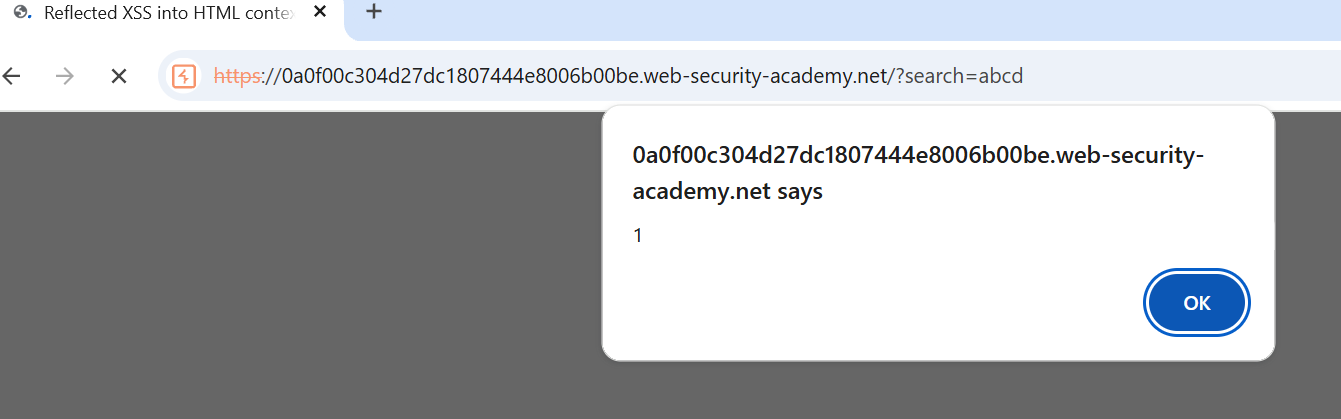 Reflected XSS into HTML conte
https://0a0f00c304d27dc1807444e8006b00be.web-security-academy.net/?search=abcd
0a0f00c304d27dc1807444e8006b00be.web-security-
academy.net says
1
OK